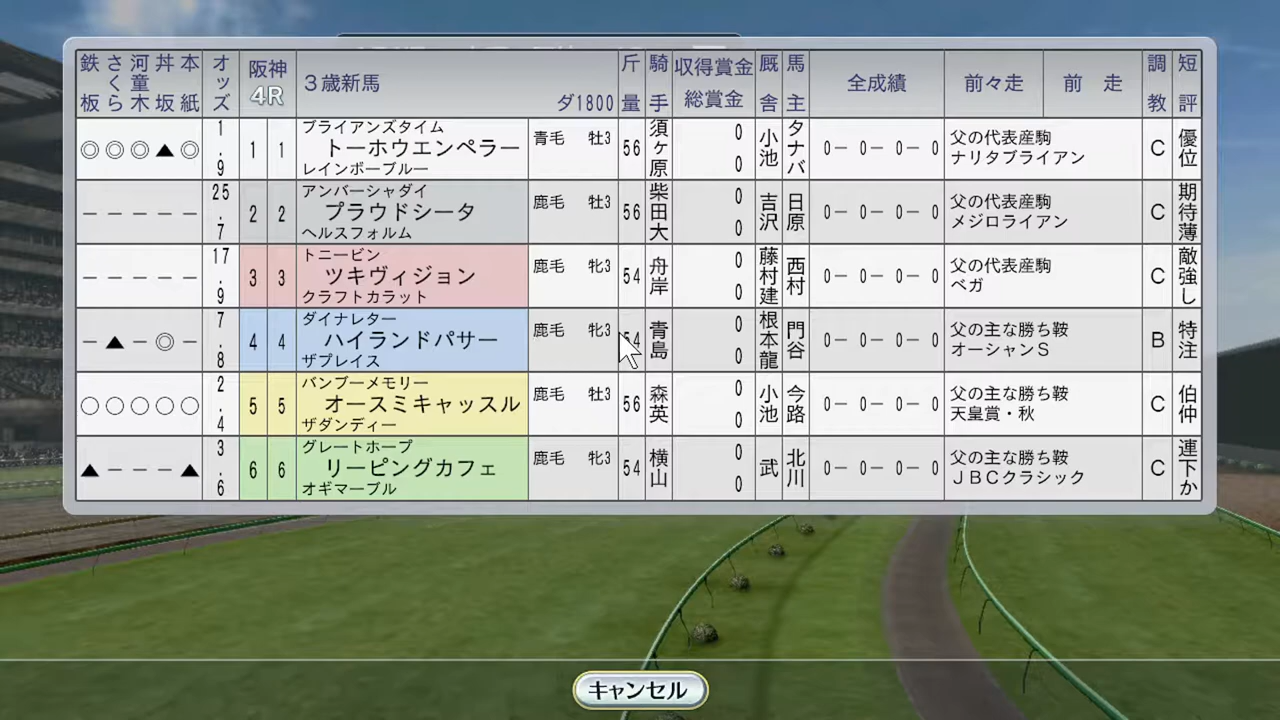 鉄板 さくら 河童木 丼坂 本紙 オッズ 阪神 4R 3歳新馬 ダ1800 斤量 騎手 収得賞金 総賞金 厩舎 馬主 全成績 前々走 前 走 調教 短評
◎ ◎ ◎ ▲ ◎ 1.9 1 1 ブライアンズタイム
トーホウエンペラー
レインボーブルー
青毛 牡3 56 須ヶ原 0 0 小池 タナバ 0- 0- 0- 0 父の代表産駒
ナリタブライアン
C 優位
- - - - - 25.7 2 2 アンバーシャダイ
プラウドシータ
ヘルスフォルム
鹿毛 牡3 56 柴田大 0 0 吉沢 日原 0- 0- 0- 0 父の代表産駒
メジロライアン
C 期待薄
- - - - - 17.9 3 3 トニービン
ツキヴィジョン
クラフトカラット
鹿毛 牝3 54 舟岸 0 0 藤村建 西村 0- 0- 0- 0 父の代表産駒
ベガ
C 敵強し
- ▲ - ◎ - 7.8 4 4 ダイナレター
ハイランドパサー
ザプレイス
鹿毛 牝3 54 青島 0 0 根本龍 門谷 0- 0- 0- 0 父の主な勝ち鞍
オーシャンS
B 特注
○ ○ ○ ○ ○ 2.4 5 5 バンブーメモリー
オースミキャッスル
ザダンディー
鹿毛 牡3 56 森英 0 0 小池 今路 0- 0- 0- 0 父の主な勝ち鞍
天皇賞・秋
C 伯仲
▲ - - - ▲ 3.6 6 6 グレートホープ
リーピングカフェ
オギマーブル
鹿毛 牝3 54 横山 0 0 武 北川 0- 0- 0- 0 父の主な勝ち鞍
JBCクラシック
C 連下か
キャンセル